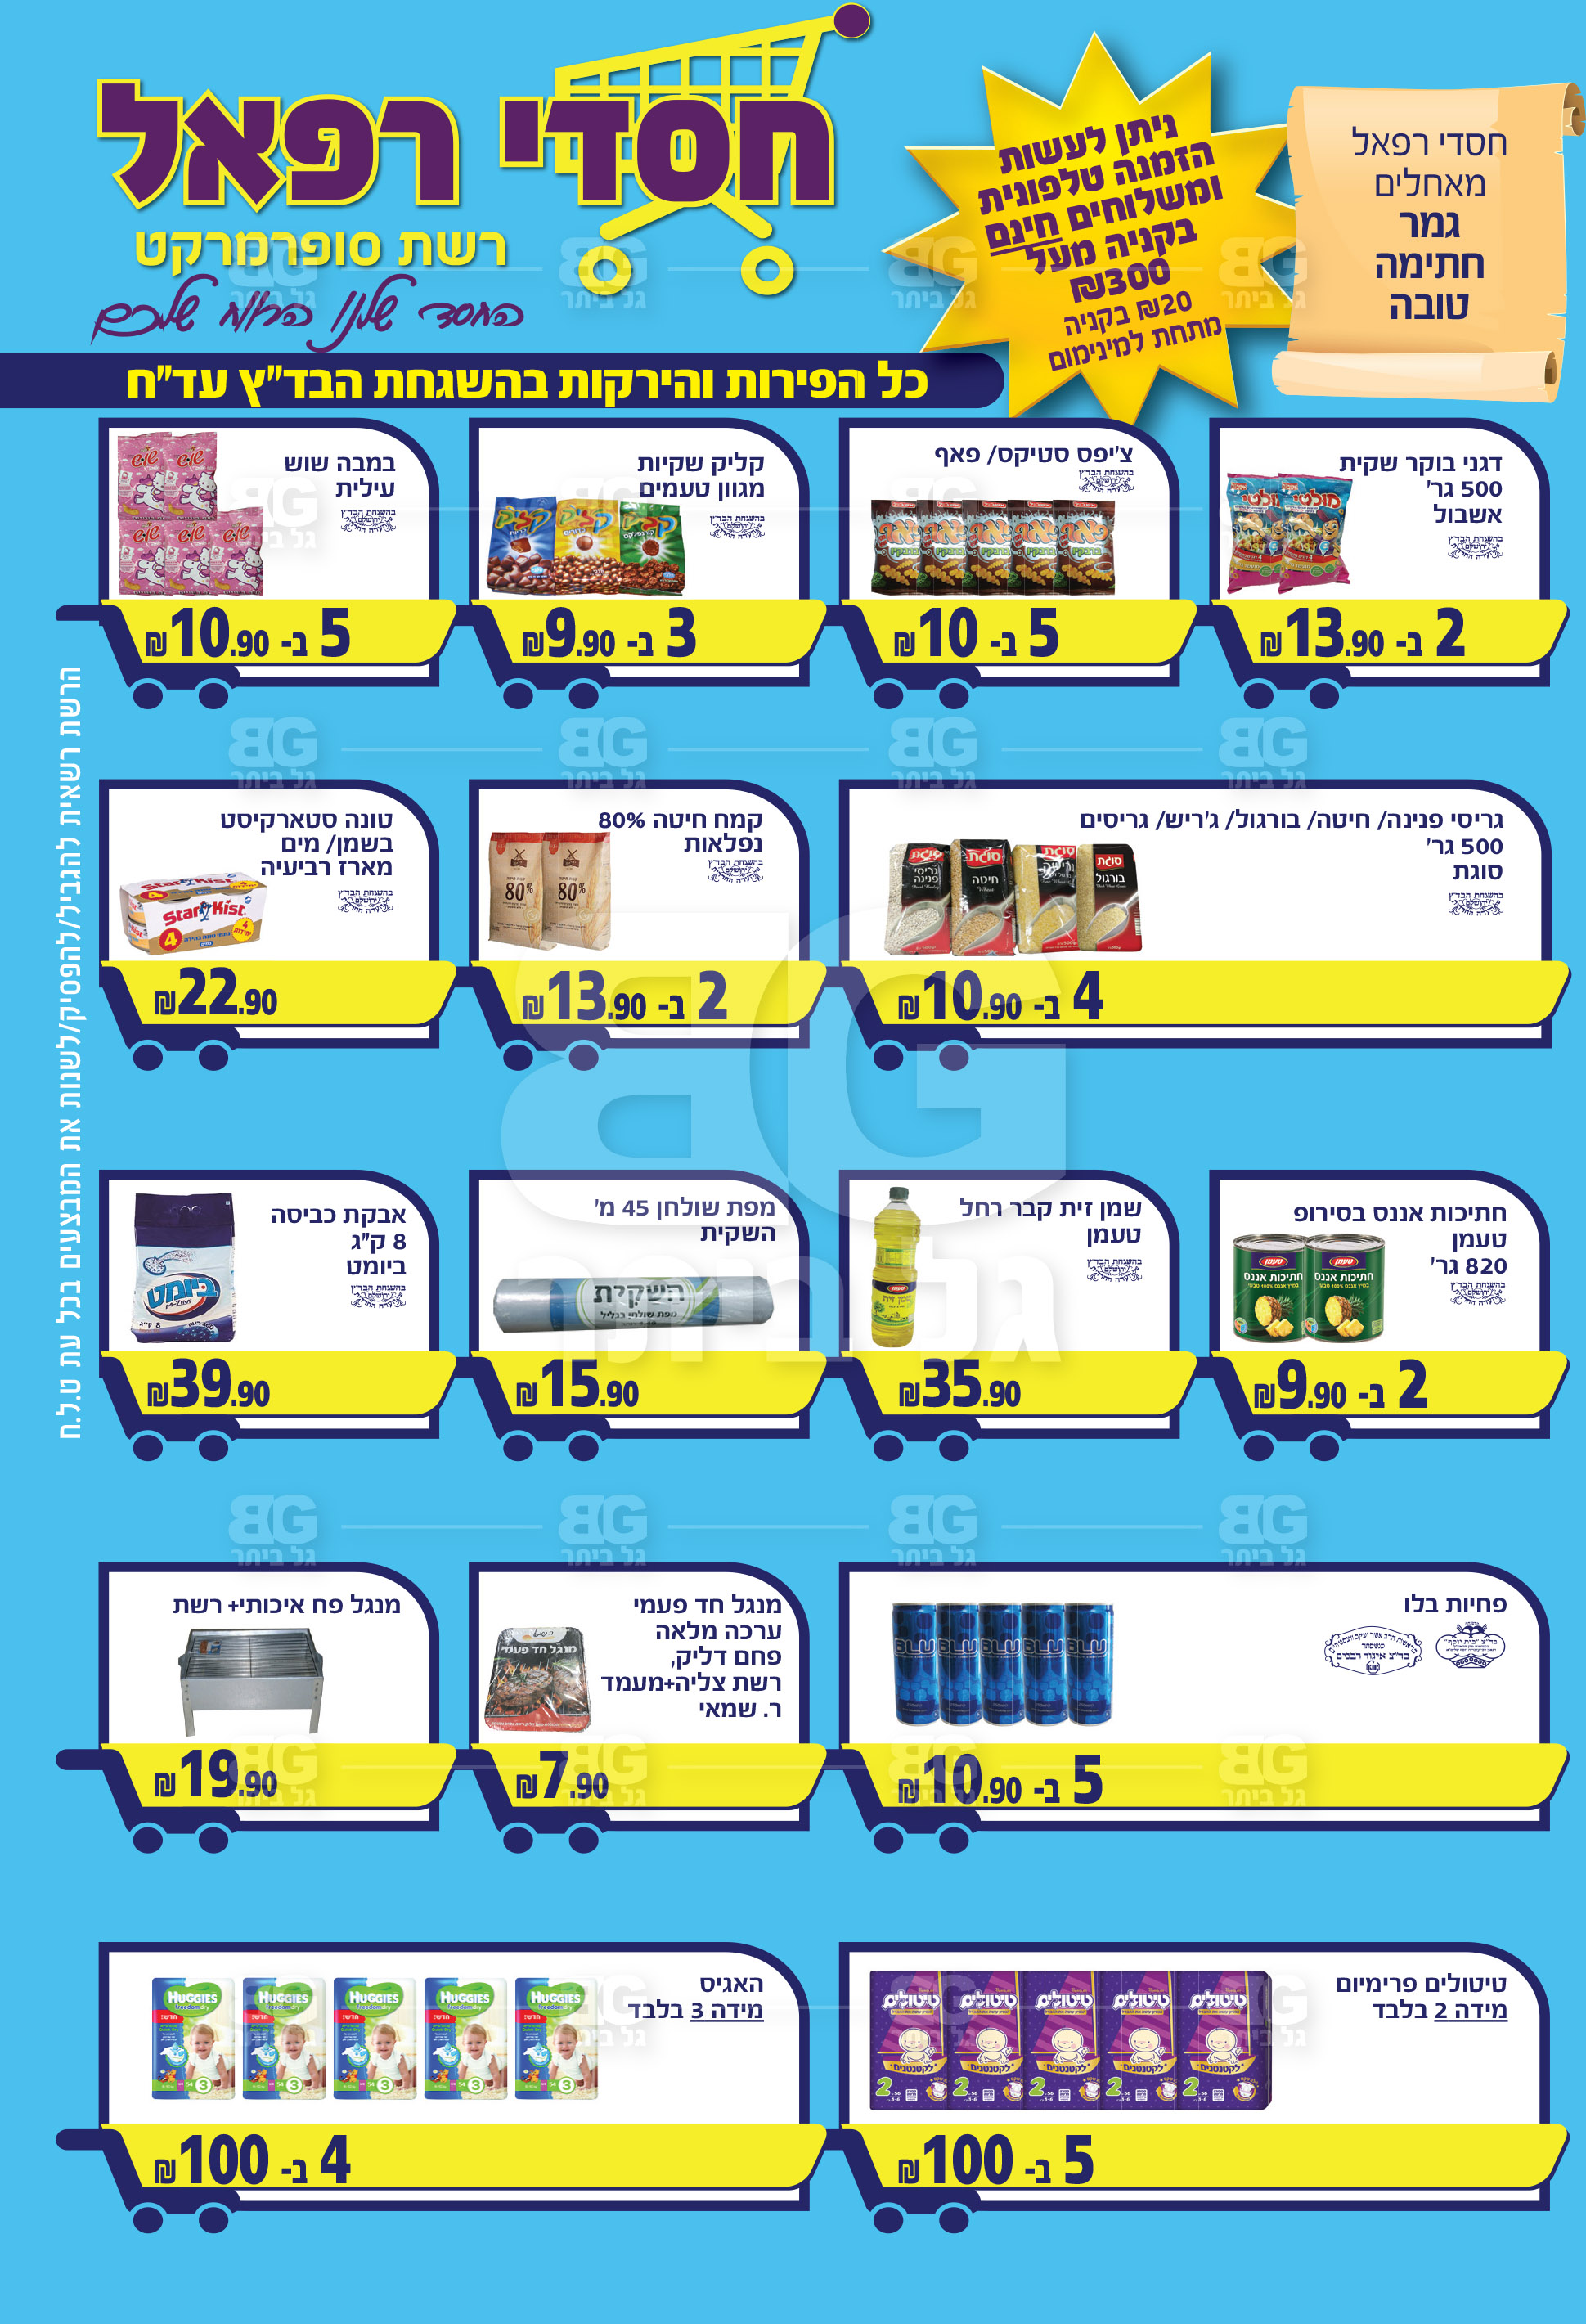 חסדי רפאל
רשת סופרמרקט
החסד שלנו הרווח שלכם
ניתן לעשות
הזמנה טלפונית
ומשלוחים חינם
בקניה מעל
300₪
20₪ בקניה
מתחת למינימום
חסדי רפאל
מאחלים
גמר
חתימה
טובה
כל הפירות והירקות בהשגחת הבד"ץ עד"ח
דגני בוקר שקית
500 גר'
אשבול
2 ב- 13.90₪
צ'יפס סטיקס/ פאף
5 ב- 10₪
קליק שקיות
מגוון טעמים
3 ב- 9.90₪
במבה שוש
עילית
5 ב- 10.90₪
גריסי פנינה/ חיטה/ בורגול/ ג'ריש/ גריסים
500 גר'
סוגת
4 ב- 10.90₪
קמח חיטה 80%
נפלאות
2 ב- 13.90₪
טונה סטארקיסט
בשמן/ מים
מארז רביעיה
22.90₪
חתיכות אננס בסירופ
טעמן
820 גר'
2 ב- 9.90₪
שמן זית קבר רחל
טעמן
35.90₪
מפת שולחן 45 מ'
השקית
15.90₪
אבקת כביסה
8 ק"ג
ביומט
39.90₪
פחיות בלו
5 ב- 10.90₪
מנגל חד פעמי
ערכה מלאה
פחם דליק,
רשת צליה+מעמד
ר. שמאי
7.90₪
מנגל פח איכותי+ רשת
19.90₪
טיטולים פרימיום
מידה 2 בלבד
5 ב- 100₪
האגיס
מידה 3 בלבד
4 ב- 100₪
הרשת רשאית להגביל/להפסיק/לשנות את המבצעים בכל עת ט.ל.ח
BG
גל ביתר